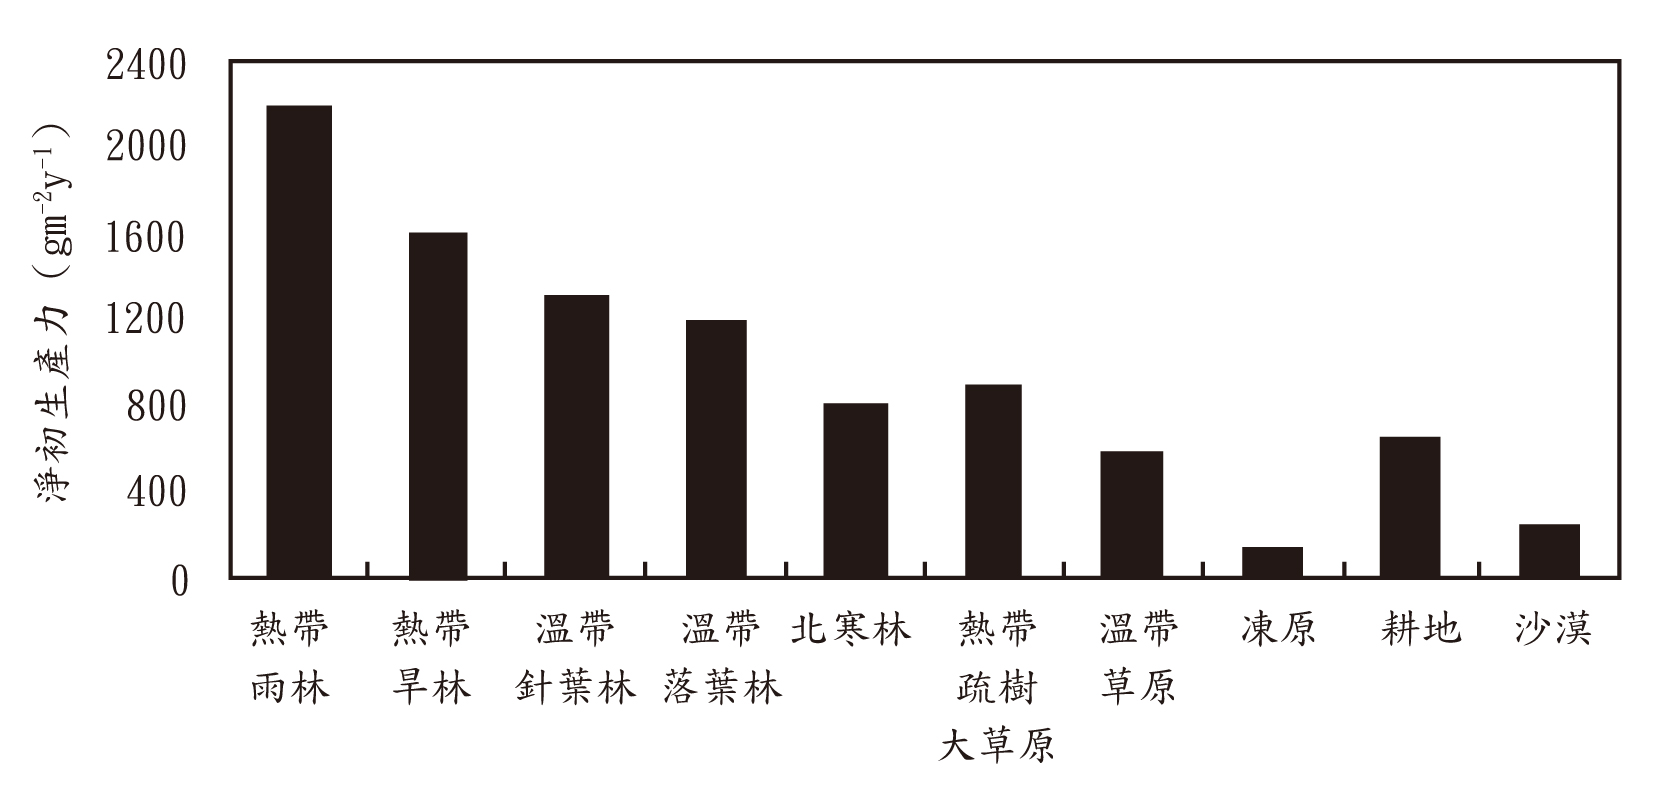 淨初生產力（gm⁻²y⁻¹）
2400
2000
1600
1200
800
400
0
熱帶
雨林
熱帶
旱林
溫帶
針葉林
溫帶
落葉林
北寒林
熱帶
疏樹
大草原
溫帶
草原
凍原
耕地
沙漠